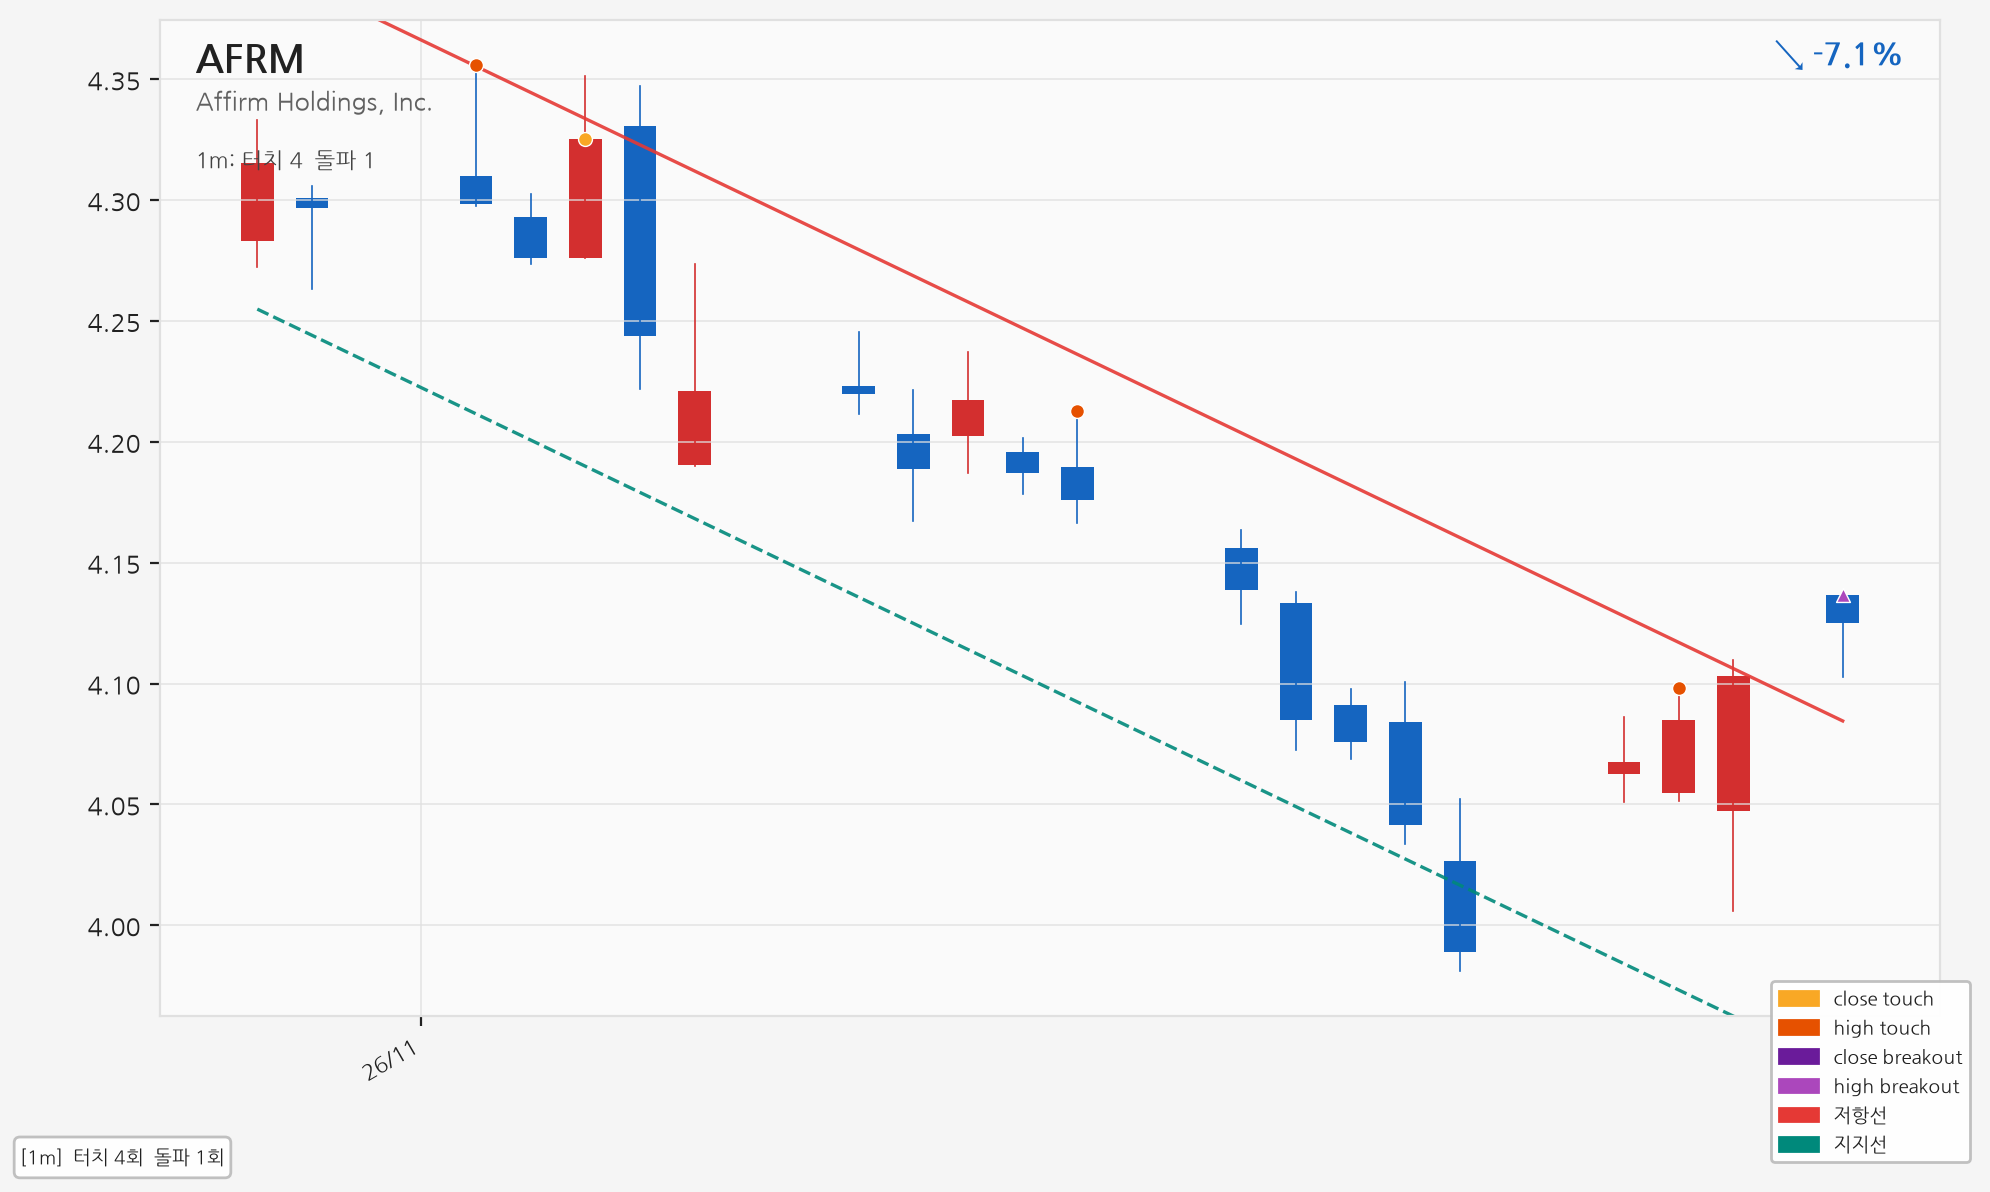 AFRM
Affirm Holdings, Inc.
1m: 터치 4 돌파 1
-7.1%
4.35
4.30
4.25
4.20
4.15
4.10
4.05
4.00
26/11
close touch
high touch
close breakout
high breakout
저항선
지지선
[1m] 터치 4회 돌파 1회